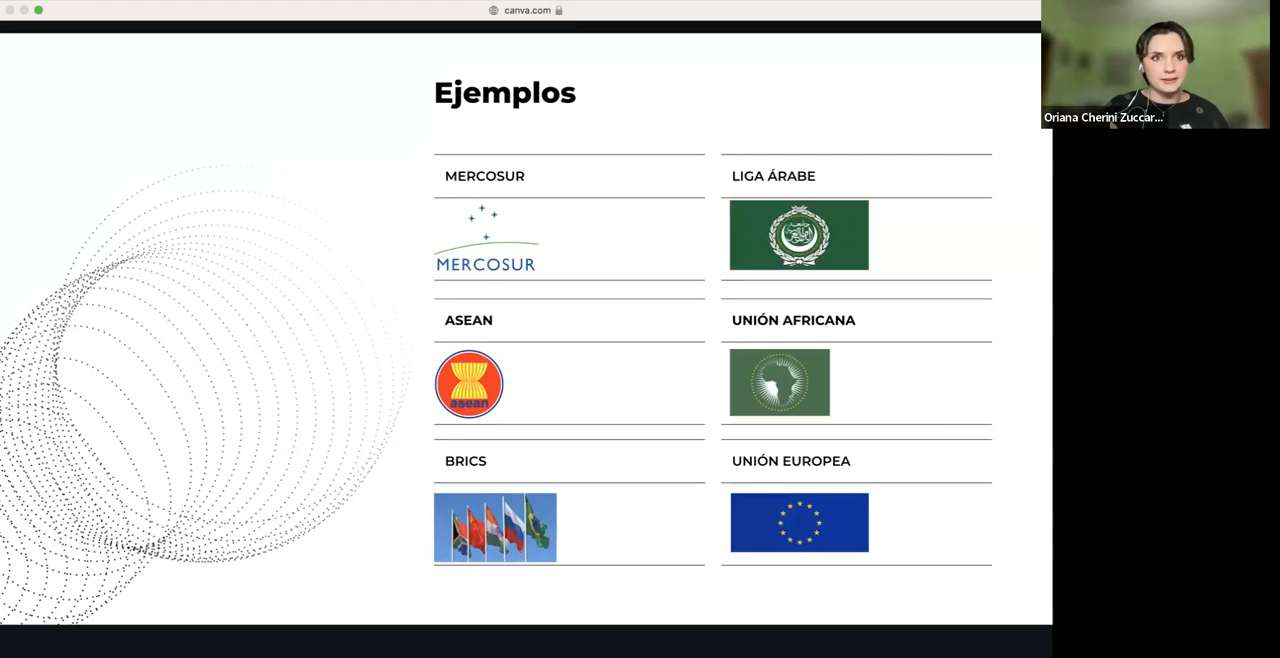 canva.com
Ejemplos
MERCOSUR
LIGA ÁRABE
MERCOSUR
ASEAN
UNIÓN AFRICANA
asean
BRICS
UNIÓN EUROPEA
Oriana Cherini Zuccar...